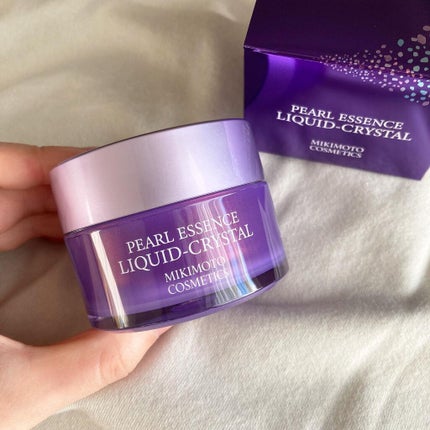 PEARL ESSENCE
LIQUID-CRYSTAL
MIKIMOTO
COSMETICS
PEARL ESSENCE
LIQUID-CRYSTAL
MIKIMOTO
COSMETICS